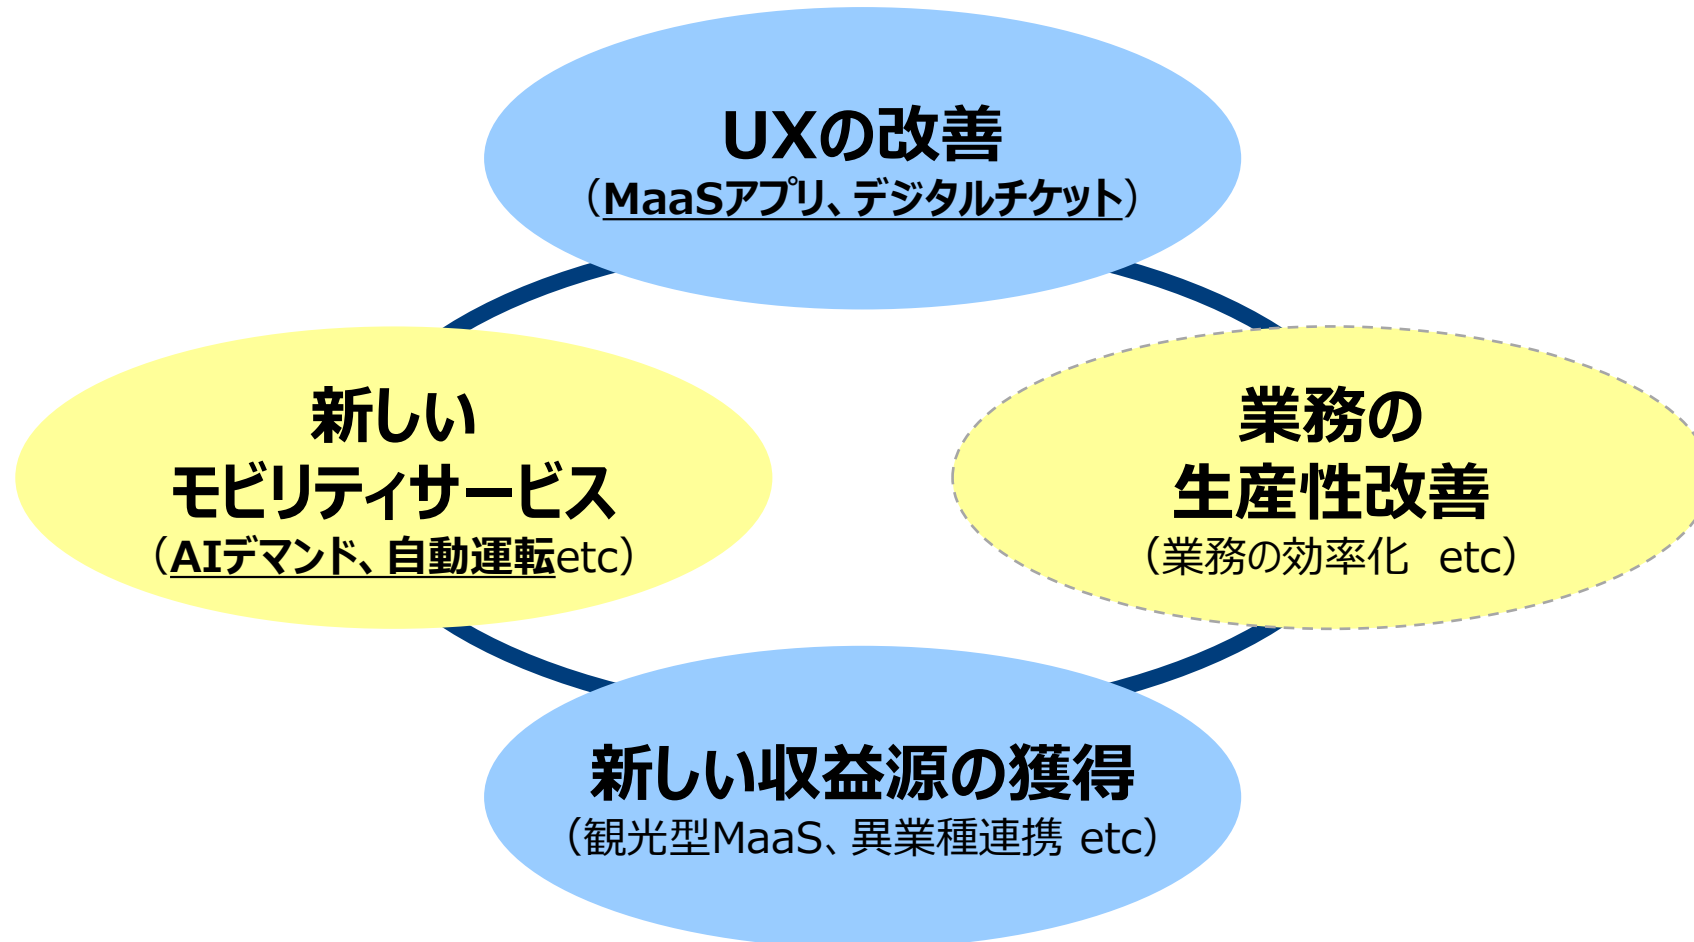 UXの改善
（MaaSアプリ、デジタルチケット）
新しい
モビリティサービス
（AIデマンド、自動運転etc）
業務の
生産性改善
（業務の効率化　etc）
新しい収益源の獲得
（観光型MaaS、異業種連携 etc）